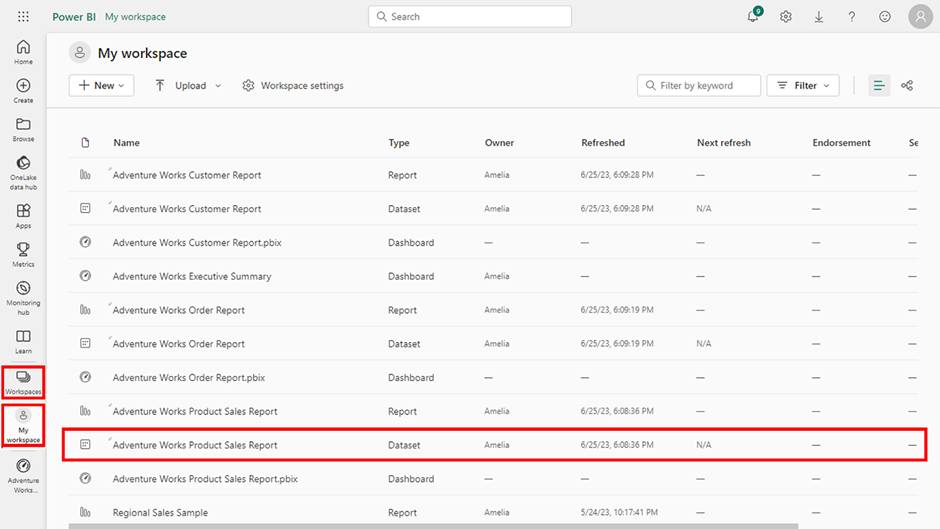 Power BI My workspace Search 9
Home
Create
Browse
OneLake
data hub
Apps
Metrics
Monitoring
hub
Learn
Workspaces
My
workspace
Adventure
Works...
My workspace
New Upload Workspace settings Filter by keyword Filter
Name Type Owner Refreshed Next refresh Endorsement Se
Adventure Works Customer Report Report Amelia 6/25/23, 6:09:28 PM — — —
Adventure Works Customer Report Dataset Amelia 6/25/23, 6:09:28 PM N/A — —
Adventure Works Customer Report.pbix Dashboard — — — — —
Adventure Works Executive Summary Dashboard Amelia — — — —
Adventure Works Order Report Report Amelia 6/25/23, 6:09:19 PM — — —
Adventure Works Order Report Dataset Amelia 6/25/23, 6:09:19 PM N/A — —
Adventure Works Order Report.pbix Dashboard — — — — —
Adventure Works Product Sales Report Report Amelia 6/25/23, 6:08:36 PM — — —
Adventure Works Product Sales Report Dataset Amelia 6/25/23, 6:08:36 PM N/A — —
Adventure Works Product Sales Report.pbix Dashboard — — — — —
Regional Sales Sample Report Amelia 5/24/23, 10:17:41 PM — — —